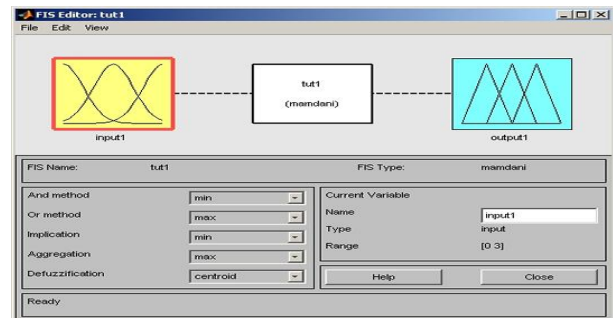 FIS Editor: tut1
File Edit View
tut1
(mamdani)
input1
output1
FIS Name: tut1
FIS Type: mamdani
And method min
Or method max
Implication min
Aggregation max
Defuzzification centroid
Current Variable
Name input1
Type input
Range [0 3]
Help Close
Ready